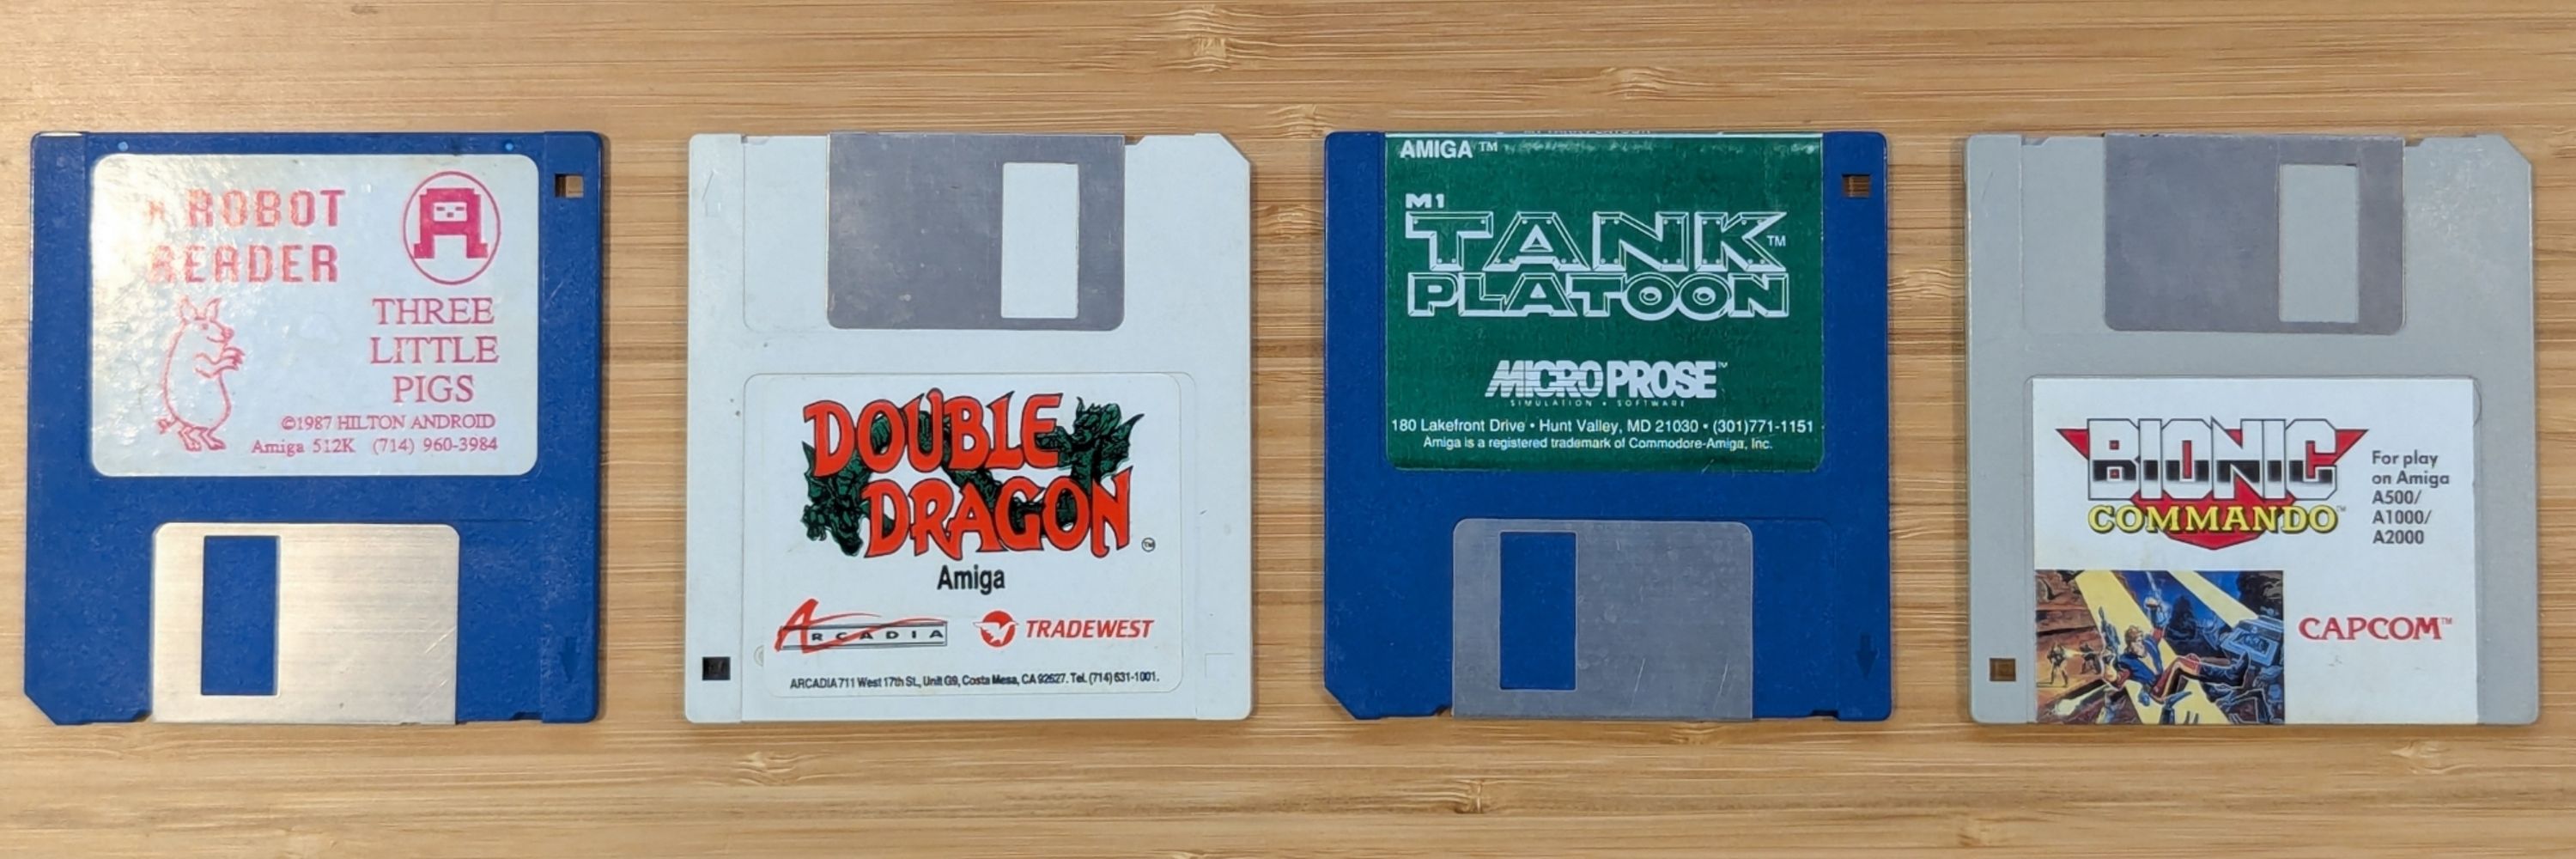 A ROBOT
READER
THREE
LITTLE
PIGS
©1987 HILTON ANDROID
Amiga 512K (714) 960-3984
DOUBLE
DRAGON
TM
Amiga
ARCADIA
TRADEWEST
ARCADIA 711 West 17th St., Unit G9, Costa Mesa, CA 92627. Tel. (714) 631-1001.
AMIGA™
M1
TANK™
PLATOON
MICROPROSE™
SIMULATION • SOFTWARE
180 Lakefront Drive • Hunt Valley, MD 21030 • (301)771-1151
Amiga is a registered trademark of Commodore-Amiga, Inc.
BIONIC
COMMANDO™
For play
on Amiga
A500/
A1000/
A2000
CAPCOM™